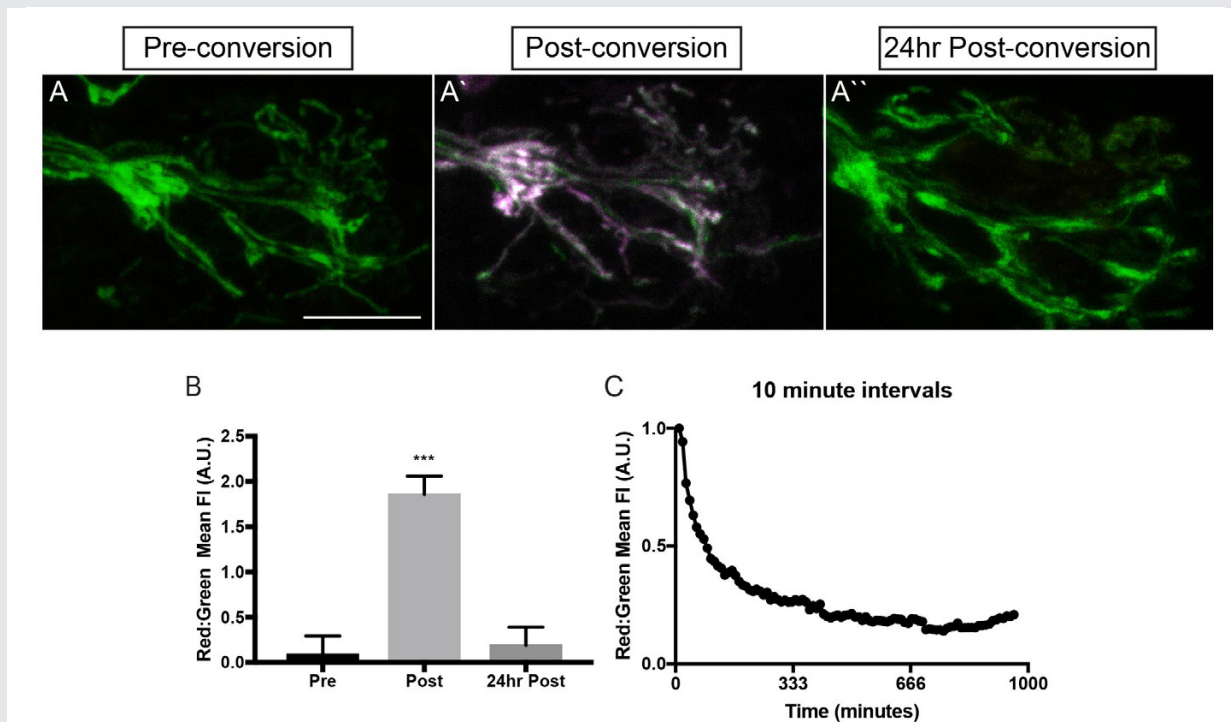 Pre-conversion
Post-conversion
24hr Post-conversion
A
A`
A``
B
Red:Green Mean FI (A.U.)
2.5
2.0
1.5
1.0
0.5
0.0
***
Pre
Post
24hr Post
C
10 minute intervals
Red:Green Mean FI (A.U.)
1.0
0.5
0.0
0
333
666
1000
Time (minutes)